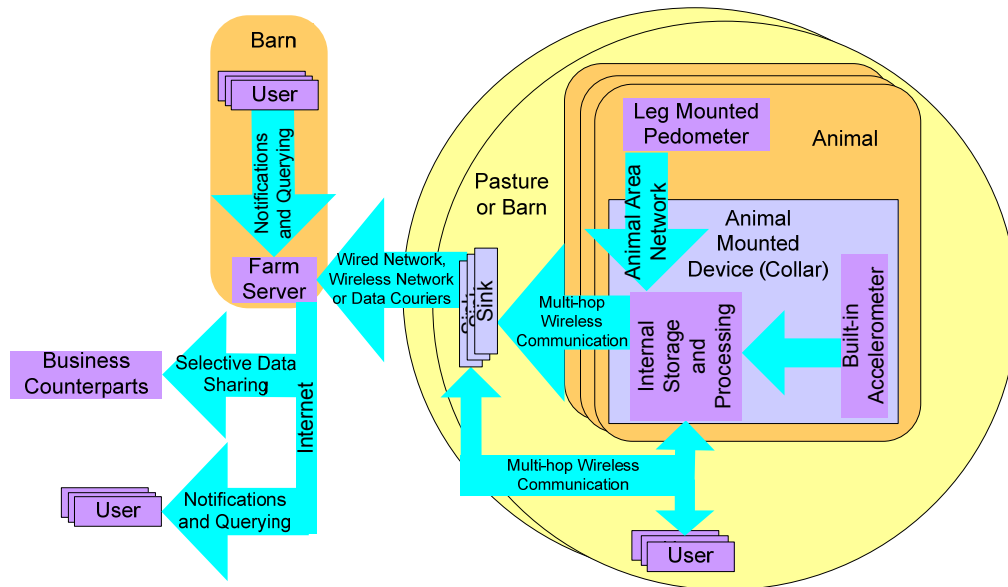 Barn
User
Notifications
and Querying
Farm
Server
Wired Network,
Wireless Network
or Data Couriers
Business
Counterparts
Selective Data
Sharing
Internet
User
Notifications
and Querying
Pasture
or Barn
Sink
Leg Mounted
Pedometer
Animal
Animal Area
Network
Animal
Mounted
Device (Collar)
Multi-hop
Wireless
Communication
Internal
Storage
and
Processing
Built-in
Accelerometer
Multi-hop Wireless
Communication
User